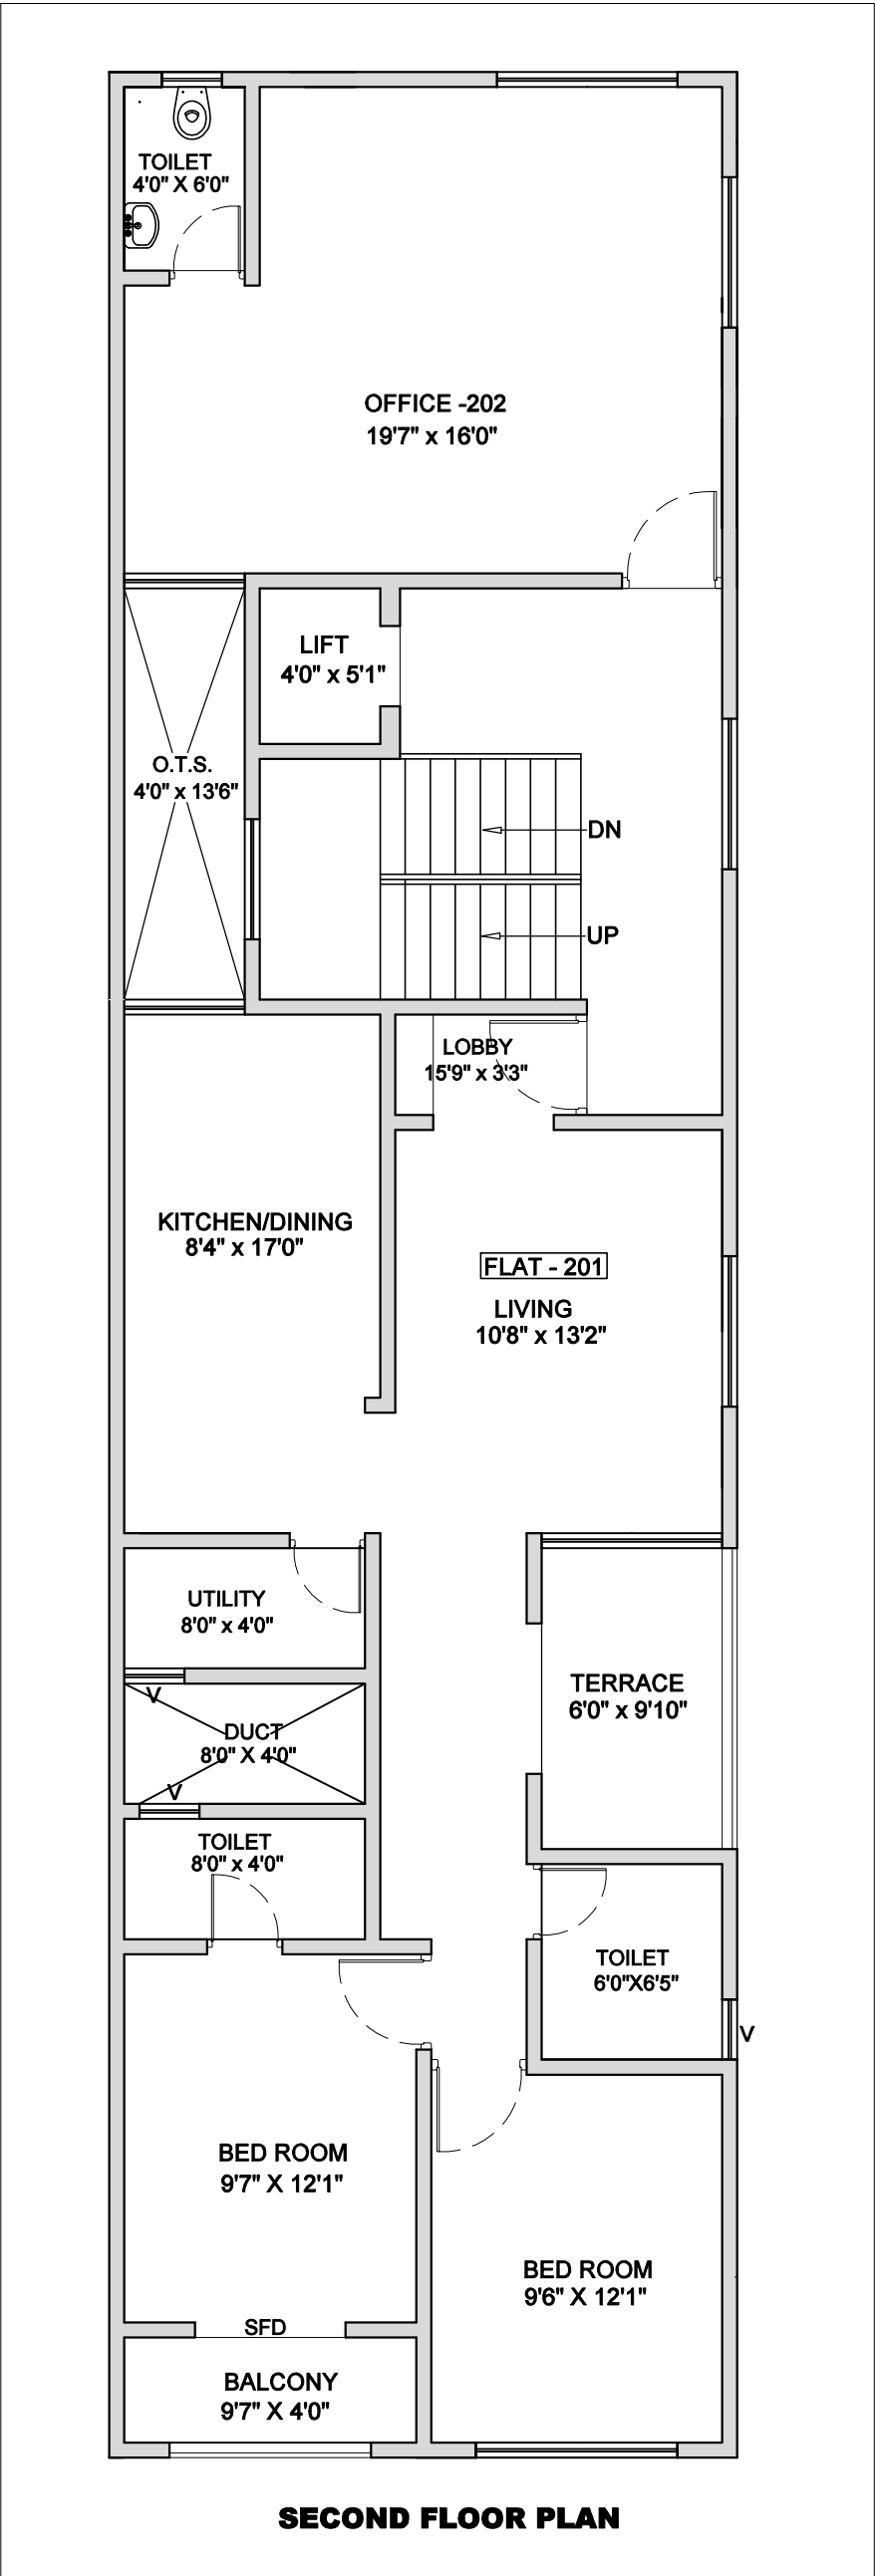 TOILET
4'0" X 6'0"
OFFICE -202
19'7" x 16'0"
LIFT
4'0" x 5'1"
O.T.S.
4'0" x 13'6"
DN
UP
LOBBY
15'9" x 3'3"
KITCHEN/DINING
8'4" x 17'0"
FLAT - 201
LIVING
10'8" x 13'2"
UTILITY
8'0" x 4'0"
TERRACE
6'0" x 9'10"
V
DUCT
8'0" X 4'0"
V
TOILET
8'0" x 4'0"
TOILET
6'0"X6'5"
V
BED ROOM
9'7" X 12'1"
BED ROOM
9'6" X 12'1"
SFD
BALCONY
9'7" X 4'0"
SECOND FLOOR PLAN